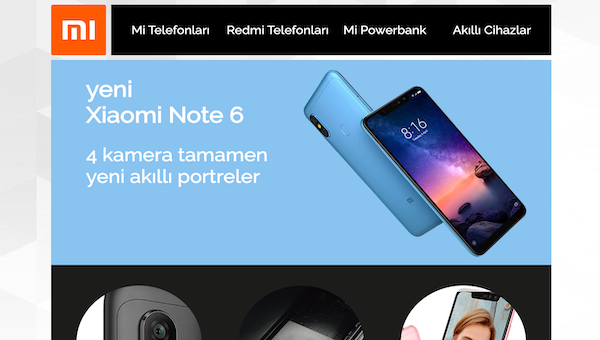 mi
Mi Telefonları Redmi Telefonları Mi Powerbank Akıllı Cihazlar
yeni
Xiaomi Note 6
4 kamera tamamen
yeni akıllı portreler
8:16